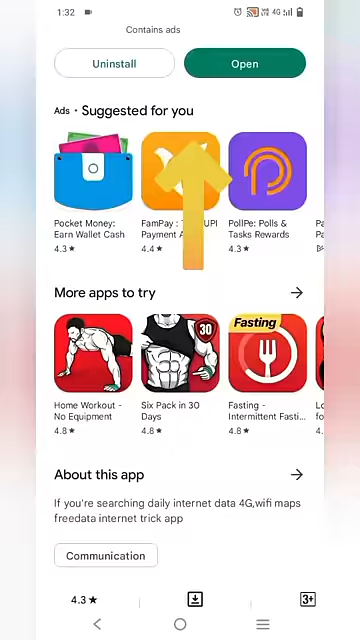 1:32
4G
Contains ads
Uninstall
Open
Ads • Suggested for you
Pocket Money:
Earn Wallet Cash
4.3 ★
FamPay : UPI
Payment
4.4 ★
PollPe: Polls &
Tasks Rewards
4.3 ★
More apps to try
→
30
Fasting
Home Workout -
No Equipment
4.8 ★
Six Pack in 30
Days
4.8 ★
Fasting -
Intermittent Fasti...
4.8 ★
About this app
→
If you're searching daily internet data 4G,wifi maps
freedata internet trick app
Communication
4.3 ★
3+